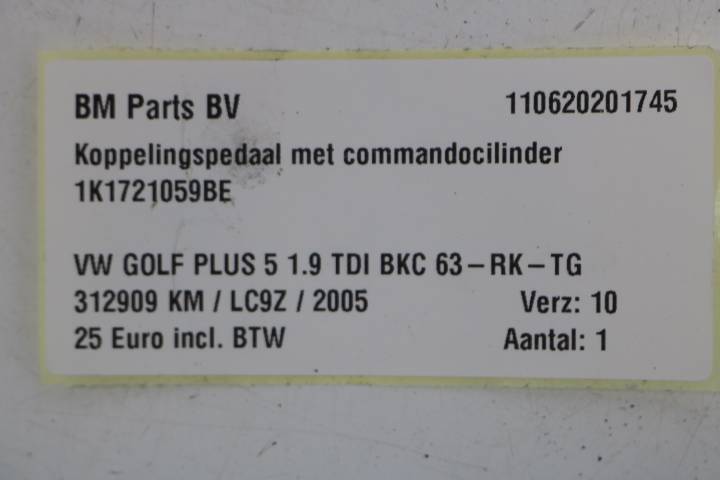 BM Parts BV 110620201745
Koppelingspedaal met commandocilinder
1K1721059BE
VW GOLF PLUS 5 1.9 TDI BKC 63-RK-TG
312909 KM / LC9Z / 2005 Verz: 10
25 Euro incl. BTW Aantal: 1